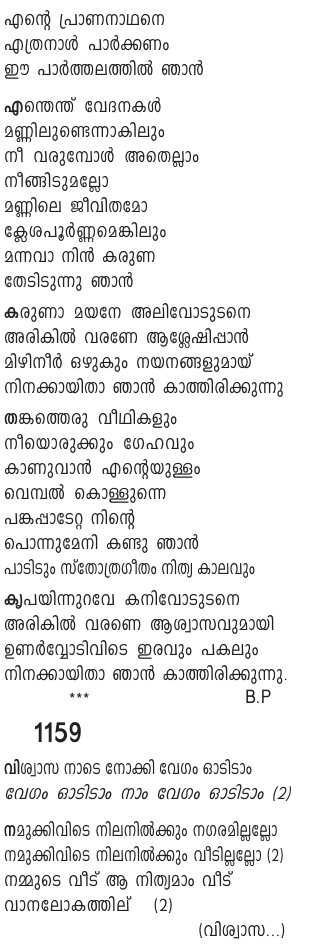 എന്റെ പ്രാണനാഥനെ
എത്രനാൾ പാർക്കണം
ഈ പാർത്തലത്തിൽ ഞാൻ
എന്തെന്ത് വേദനകൾ
മണ്ണിലുണ്ടെന്നാകിലും
നീ വരുമ്പോൾ അതെല്ലാം
നീങ്ങിടുമല്ലോ
മണ്ണിലെ ജീവിതമോ
ക്ലേശപൂർണ്ണമെങ്കിലും
മന്നവാ നിൻ കരുണ
തേടിടുന്നു ഞാൻ
കരുണാ മയനേ അലിവോടുടനെ
അരികിൽ വരണേ ആശ്ലേഷിപ്പാൻ
മിഴിനീർ ഒഴുകും നയനങ്ങളുമായ്
നിനക്കായിതാ ഞാൻ കാത്തിരിക്കുന്നു
തങ്കത്തെരു വീഥികളും
നീയൊരുക്കും ഗേഹവും
കാണുവാൻ എന്റെയുള്ളം
വെമ്പൽ കൊള്ളുന്നെ
പങ്കപ്പാടേറ്റ നിന്റെ
പൊന്നുമേനി കണ്ടു ഞാൻ
പാടിടും സ്തോത്രഗീതം നിത്വ കാലവും
കൃപയിന്നുറവേ കനിവോടുടനെ
അരികിൽ വരണെ ആശ്വാസവുമായി
ഉണർവ്വോടിവിടെ ഇരവും പകലും
നിനക്കായിതാ ഞാൻ കാത്തിരിക്കുന്നു.
*** B.P
1159
വിശ്വാസ നാടെ നോക്കി വേഗം ഓടിടാം
വേഗം ഓടിടാം നാം വേഗം ഓടിടാം (2)
നമുക്കിവിടെ നിലനിൽക്കും നഗരമില്ലല്ലോ
നമുക്കിവിടെ നിലനിൽക്കും വീടില്ലല്ലോ (2)
നമ്മുടെ വീട് ആ നിത്വമാം വീട്
വാനലോകത്തില് (2)
(വിശ്വാസ...)